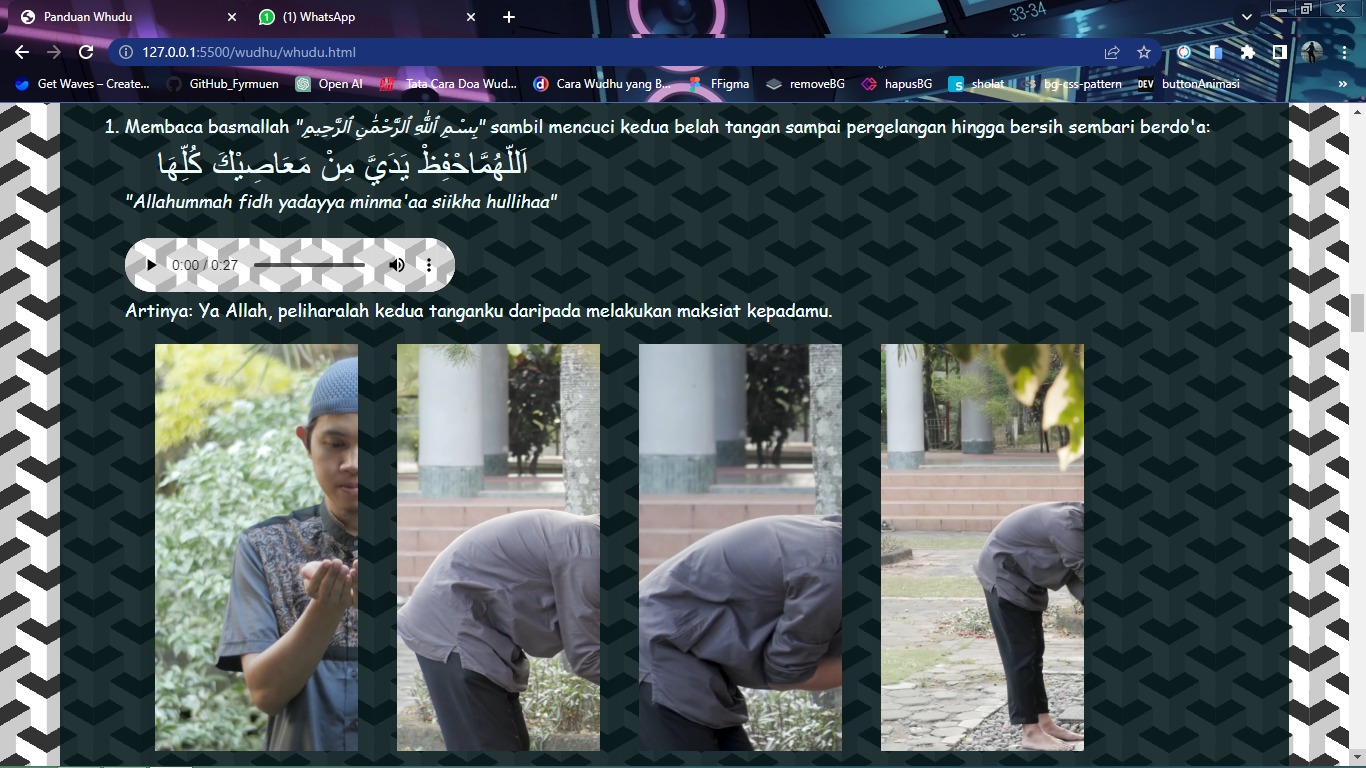 Panduan Whudu
(1) WhatsApp
127.0.0.1:5500/wudhu/whudu.html
Get Waves – Create...
GitHub_Fyrmuen
Open AI
Tata Cara Doa Wud...
Cara Wudhu yang B...
FFigma
removeBG
hapusBG
sholat
bg-css-pattern
DEV
buttonAnimasi
33-34
1. Membaca basmallah "بِسْمِ ٱللَّهِ ٱلرَّحْمَٰنِ ٱلرَّحِيمِ" sambil mencuci kedua belah tangan sampai pergelangan hingga bersih sembari berdo'a:
اَللّهُمَّاحْفِظْ يَدَيَّ مِنْ مَعَاصِيْكَ كُلِّهَا
"Allahummah fidh yadayya minma'aa siikha hullihaa"
0:00 / 0:27
Artinya: Ya Allah, peliharalah kedua tanganku daripada melakukan maksiat kepadamu.